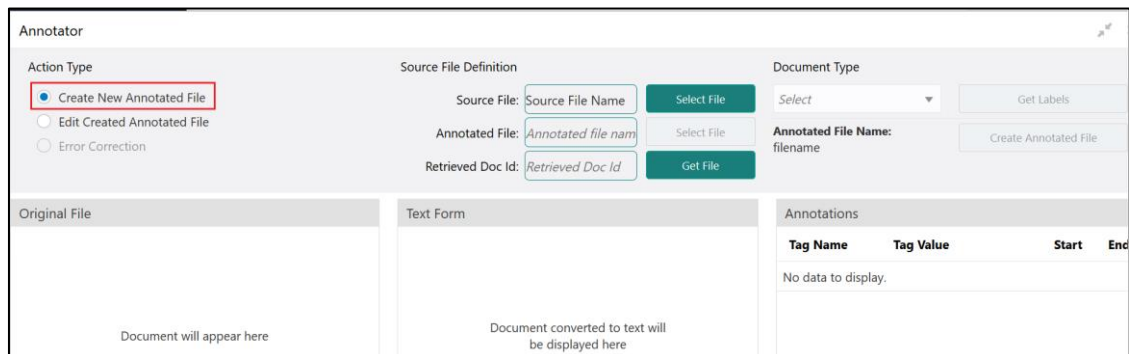 Annotator
Action Type
Create New Annotated File
Edit Created Annotated File
Error Correction
Source File Definition
Source File: Source File Name Select File
Annotated File: Annotated file nam Select File
Retrieved Doc Id: Retrieved Doc Id Get File
Document Type
Select Get Labels
Annotated File Name:
filename
Create Annotated File
Original File
Document will appear here
Text Form
Document converted to text will
be displayed here
Annotations
Tag Name Tag Value Start End
No data to display.